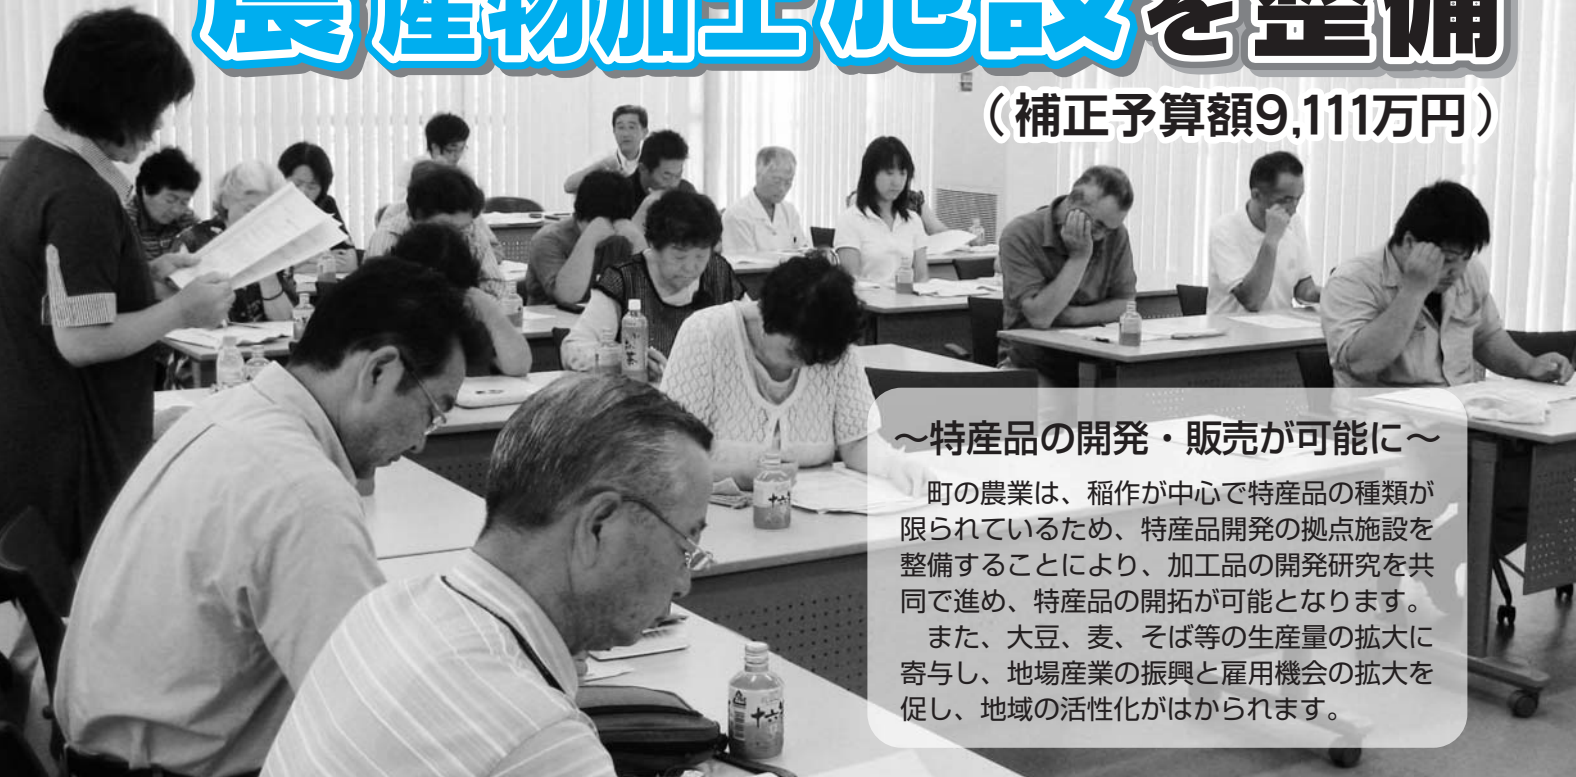 農産物加工施設を整備
（補正予算額9,111万円）
～特産品の開発・販売が可能に～
町の農業は、稲作が中心で特産品の種類が
限られているため、特産品開発の拠点施設を
整備することにより、加工品の開発研究を共
同で進め、特産品の開拓が可能となります。
また、大豆、麦、そば等の生産量の拡大に
寄与し、地場産業の振興と雇用機会の拡大を
促し、地域の活性化がはかられます。
十六